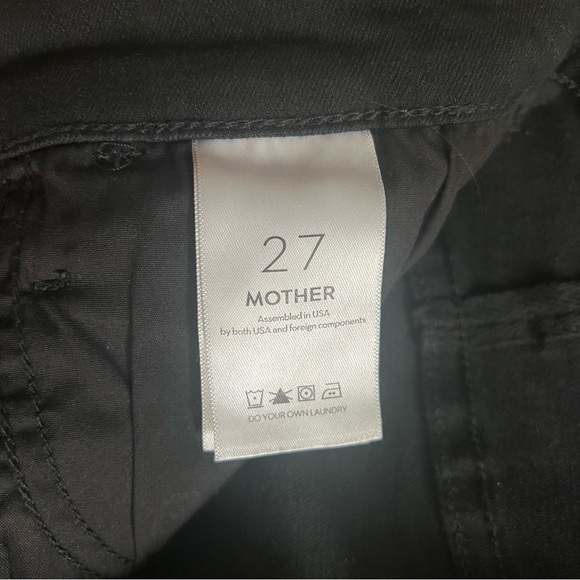 27
MOTHER
Assembled in USA
by both USA and foreign components
DO YOUR OWN LAUNDRY